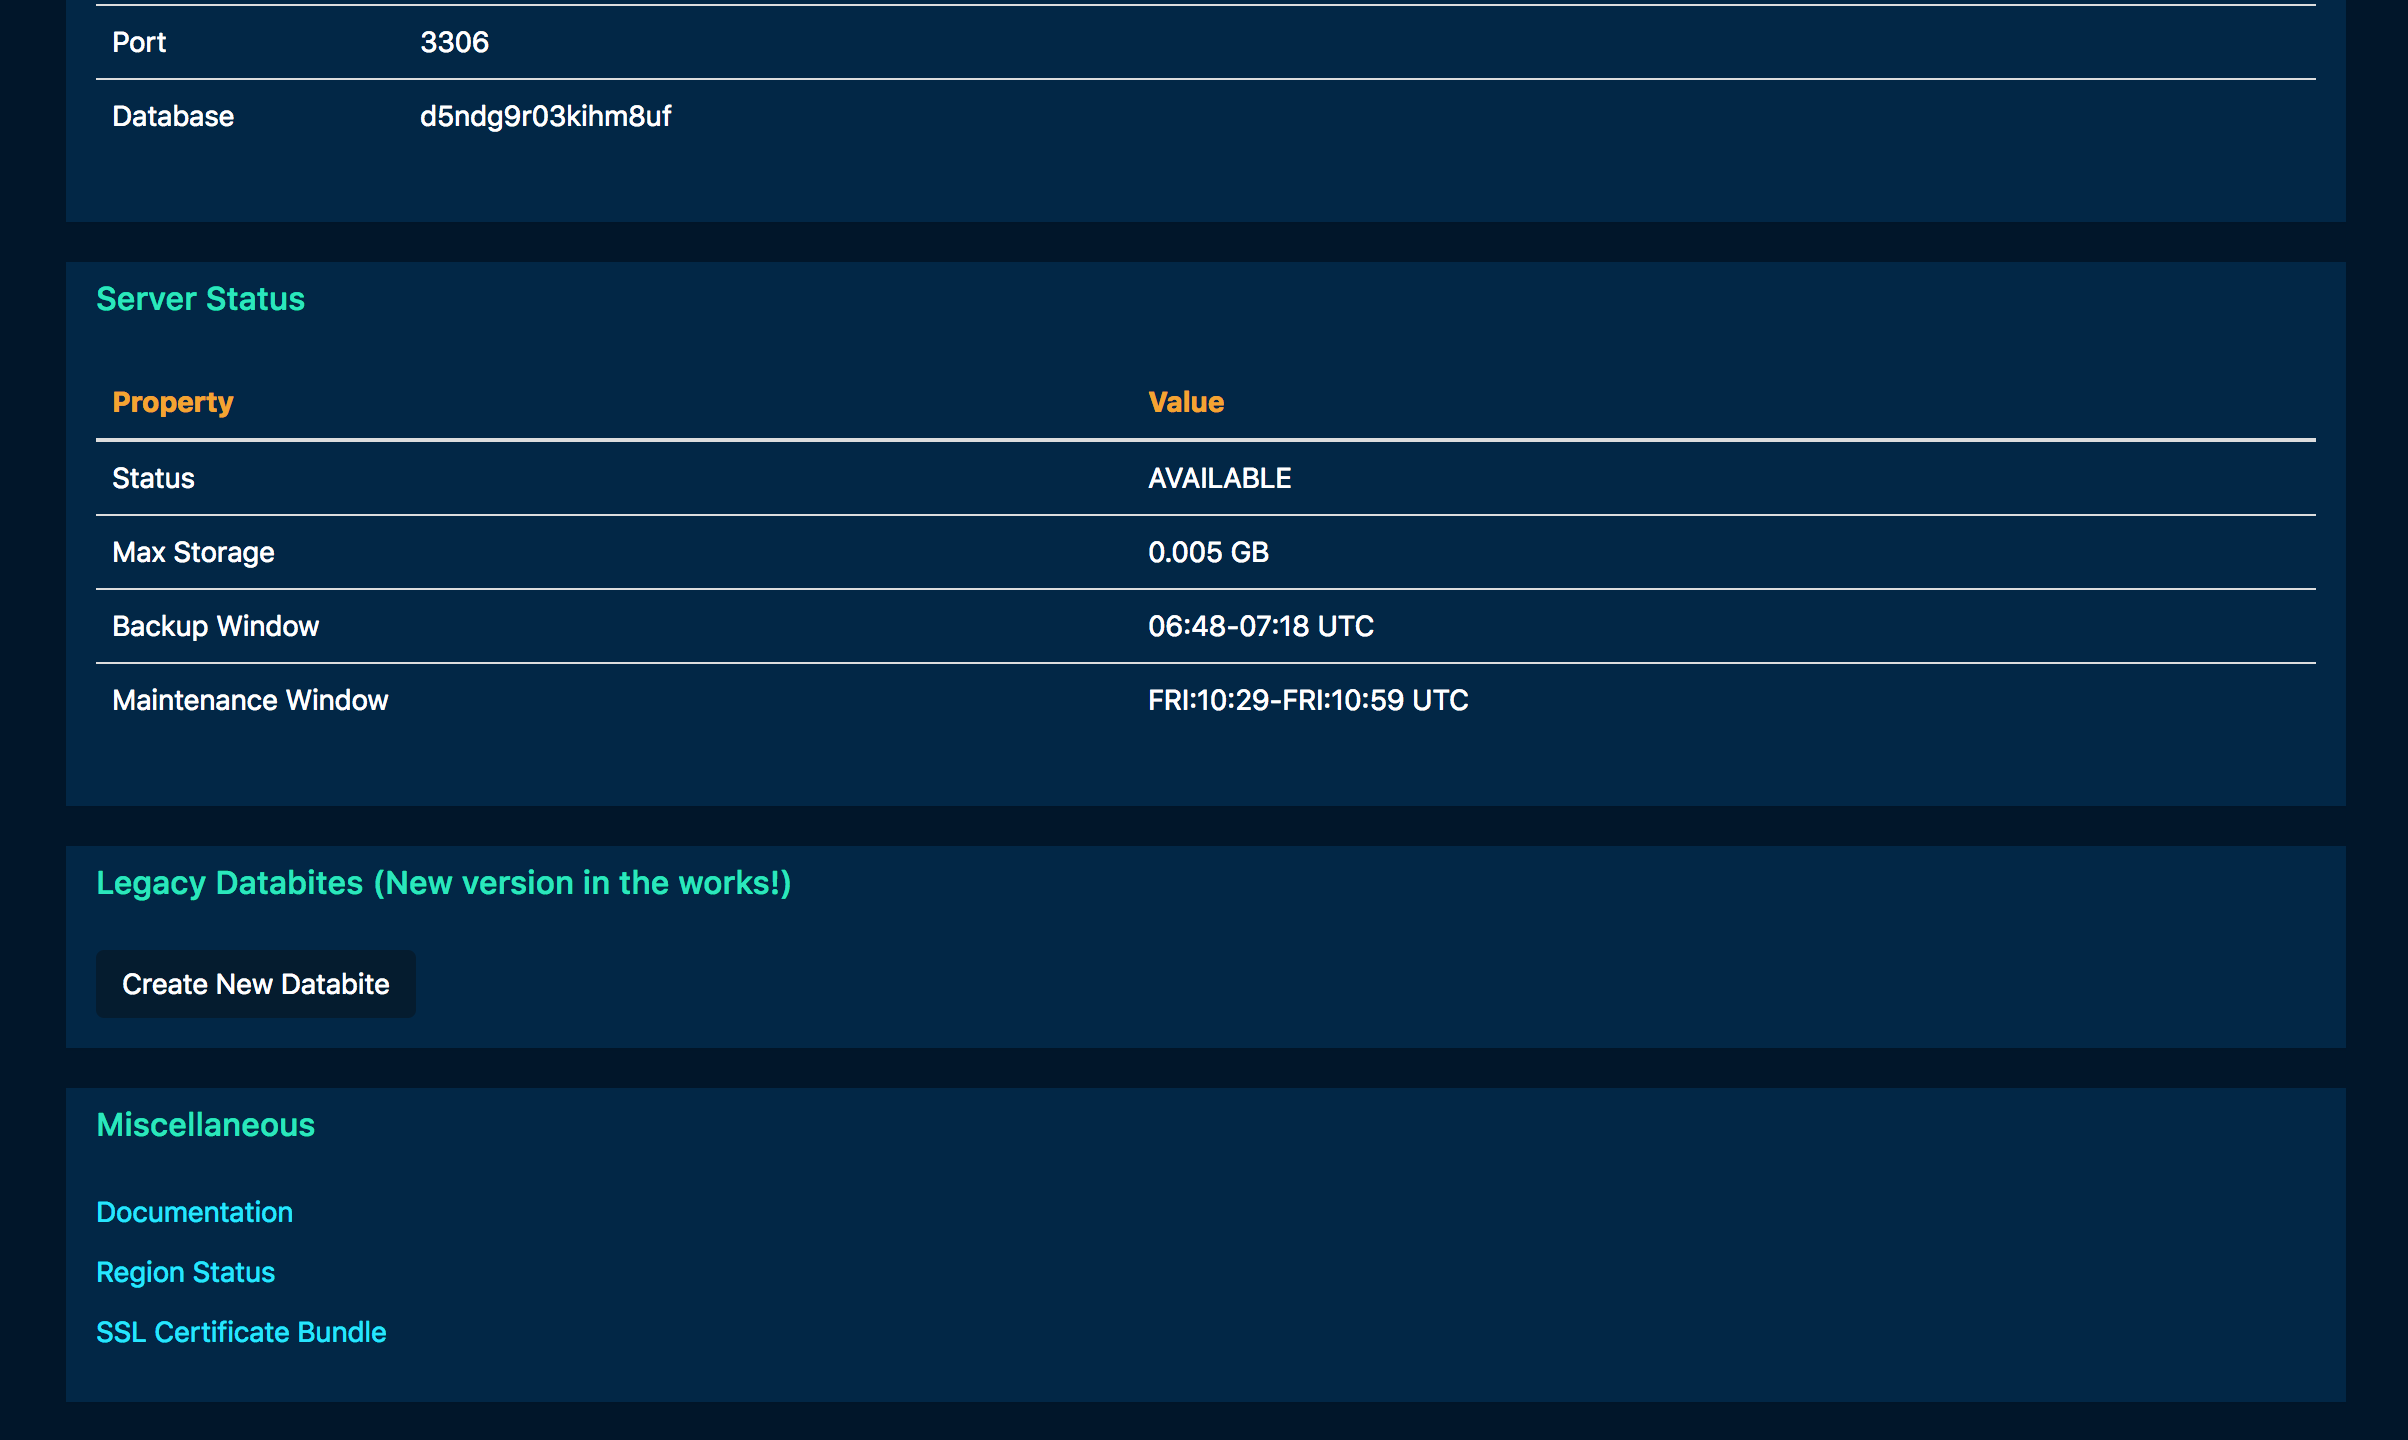 Port 3306
Database d5ndg9r03kihm8uf
Server Status
Property Value
Status AVAILABLE
Max Storage 0.005 GB
Backup Window 06:48-07:18 UTC
Maintenance Window FRI:10:29-FRI:10:59 UTC
Legacy Databites (New version in the works!)
Create New Databite
Miscellaneous
Documentation
Region Status
SSL Certificate Bundle